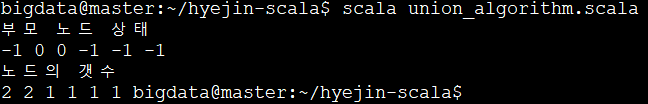 bigdata@master:~/hyejin-scala$ scala union_algorithm.scala
부모 노드 상태
-1 0 0 -1 -1 -1
노드의 갯수
2 2 1 1 1 1 bigdata@master:~/hyejin-scala$